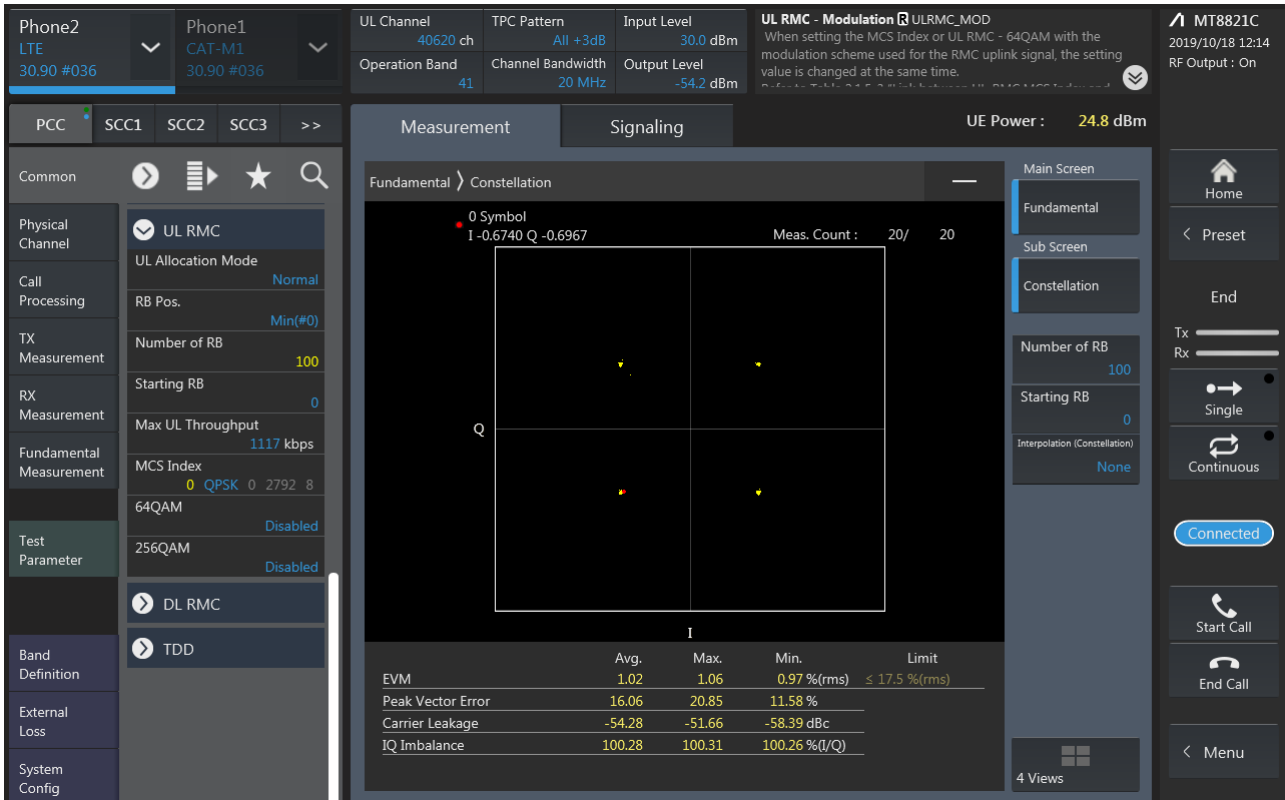 Phone2
LTE
30.90 #036
Phone1
CAT-M1
30.90 #036
UL Channel
40620 ch
TPC Pattern
All +3dB
Input Level
30.0 dBm
Operation Band
41
Channel Bandwidth
20 MHz
Output Level
-54.2 dBm
UL RMC - Modulation R ULRMC_MOD
When setting the MCS Index or UL RMC - 64QAM with the
modulation scheme used for the RMC uplink signal, the setting
value is changed at the same time.
MT8821C
2019/10/18 12:14
RF Output : On
PCC SCC1 SCC2 SCC3 >>
Measurement
Signaling
UE Power : 24.8 dBm
Common
Physical
Channel
Call
Processing
TX
Measurement
RX
Measurement
Fundamental
Measurement
Test
Parameter
Band
Definition
External
Loss
System
Config
UL RMC
UL Allocation Mode
Normal
RB Pos.
Min(#0)
Number of RB
100
Starting RB
0
Max UL Throughput
1117 kbps
MCS Index
0 QPSK 0 2792 8
64QAM
Disabled
256QAM
Disabled
DL RMC
TDD
Fundamental 〉 Constellation
0 Symbol
I -0.6740 Q -0.6967
Meas. Count : 20/ 20
Q
I
Avg. Max. Min. Limit
EVM 1.02 1.06 0.97 %(rms) ≤ 17.5 %(rms)
Peak Vector Error 16.06 20.85 11.58 %
Carrier Leakage -54.28 -51.66 -58.39 dBc
IQ Imbalance 100.28 100.31 100.26 %(I/Q)
Main Screen
Fundamental
Sub Screen
Constellation
Number of RB
100
Starting RB
0
Interpolation (Constellation)
None
4 Views
Home
< Preset
End
Tx
Rx
Single
Continuous
Connected
Start Call
End Call
< Menu